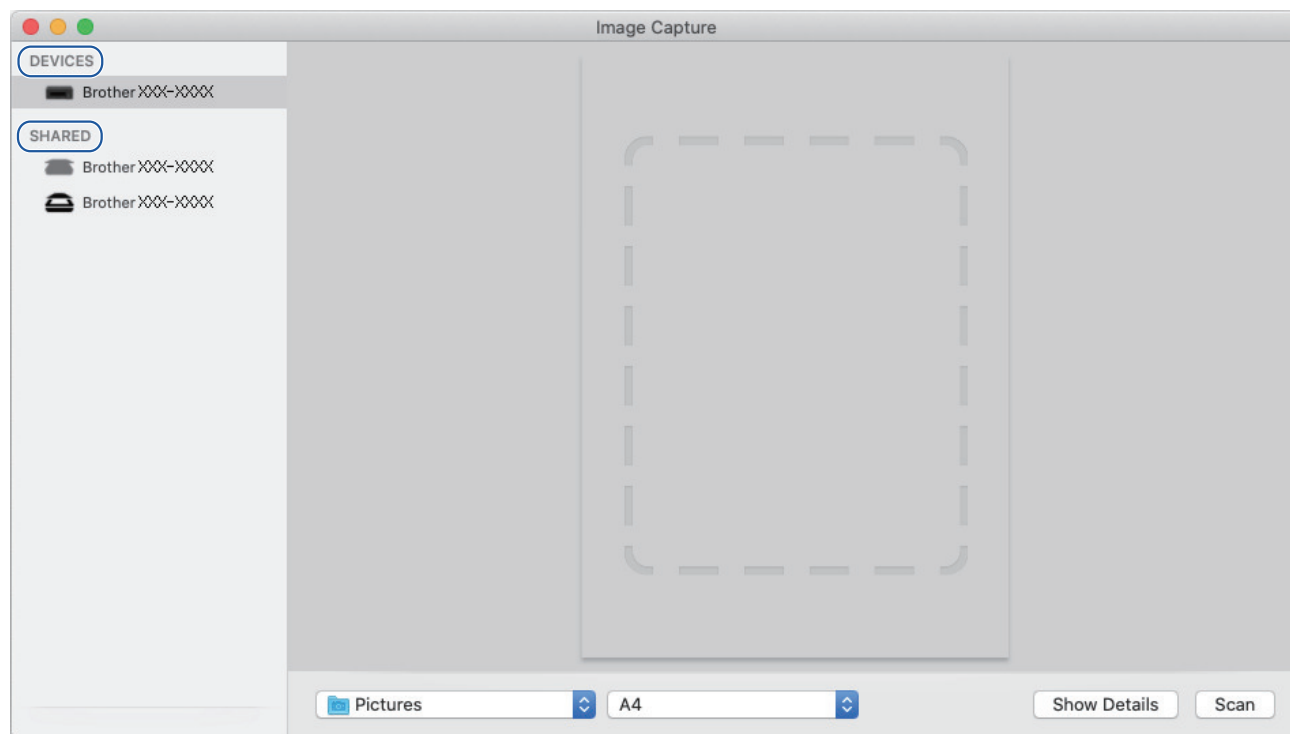 Image Capture
DEVICES
Brother XXX-XXXX
SHARED
Brother XXX-XXXX
Brother XXX-XXXX
Pictures
A4
Show Details
Scan